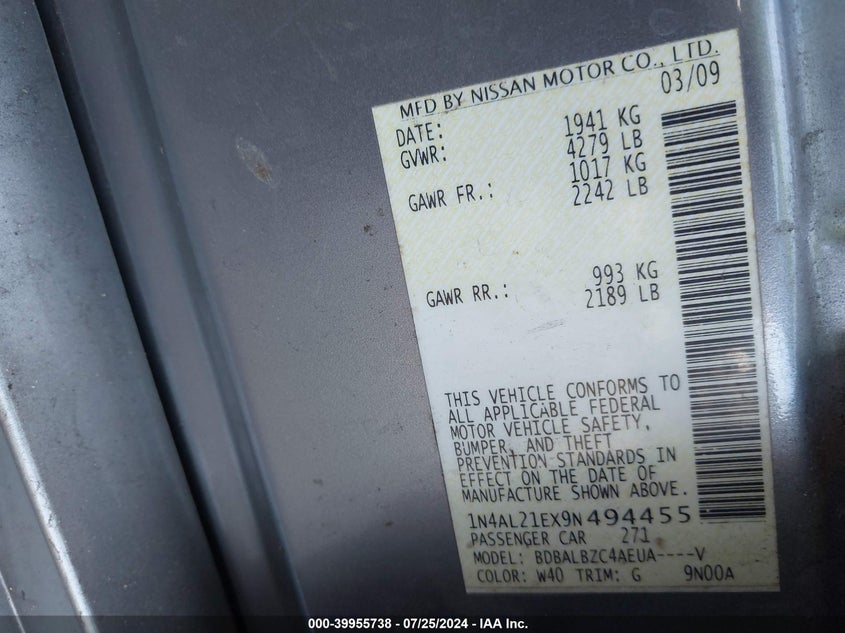 MFD BY NISSAN MOTOR CO., LTD.
DATE: 03/09
GVWR: 1941 KG
4279 LB
GAWR FR.: 1017 KG
2242 LB
GAWR RR.: 993 KG
2189 LB
THIS VEHICLE CONFORMS TO
ALL APPLICABLE FEDERAL
MOTOR VEHICLE SAFETY,
BUMPER, AND THEFT
PREVENTION STANDARDS IN
EFFECT ON THE DATE OF
MANUFACTURE SHOWN ABOVE.
1N4AL21EX9N494455
PASSENGER CAR 271
MODEL: BDBALBZC4AEUA----V
COLOR: W40 TRIM: G 9N00A
000-39955738 - 07/25/2024 - IAA Inc.